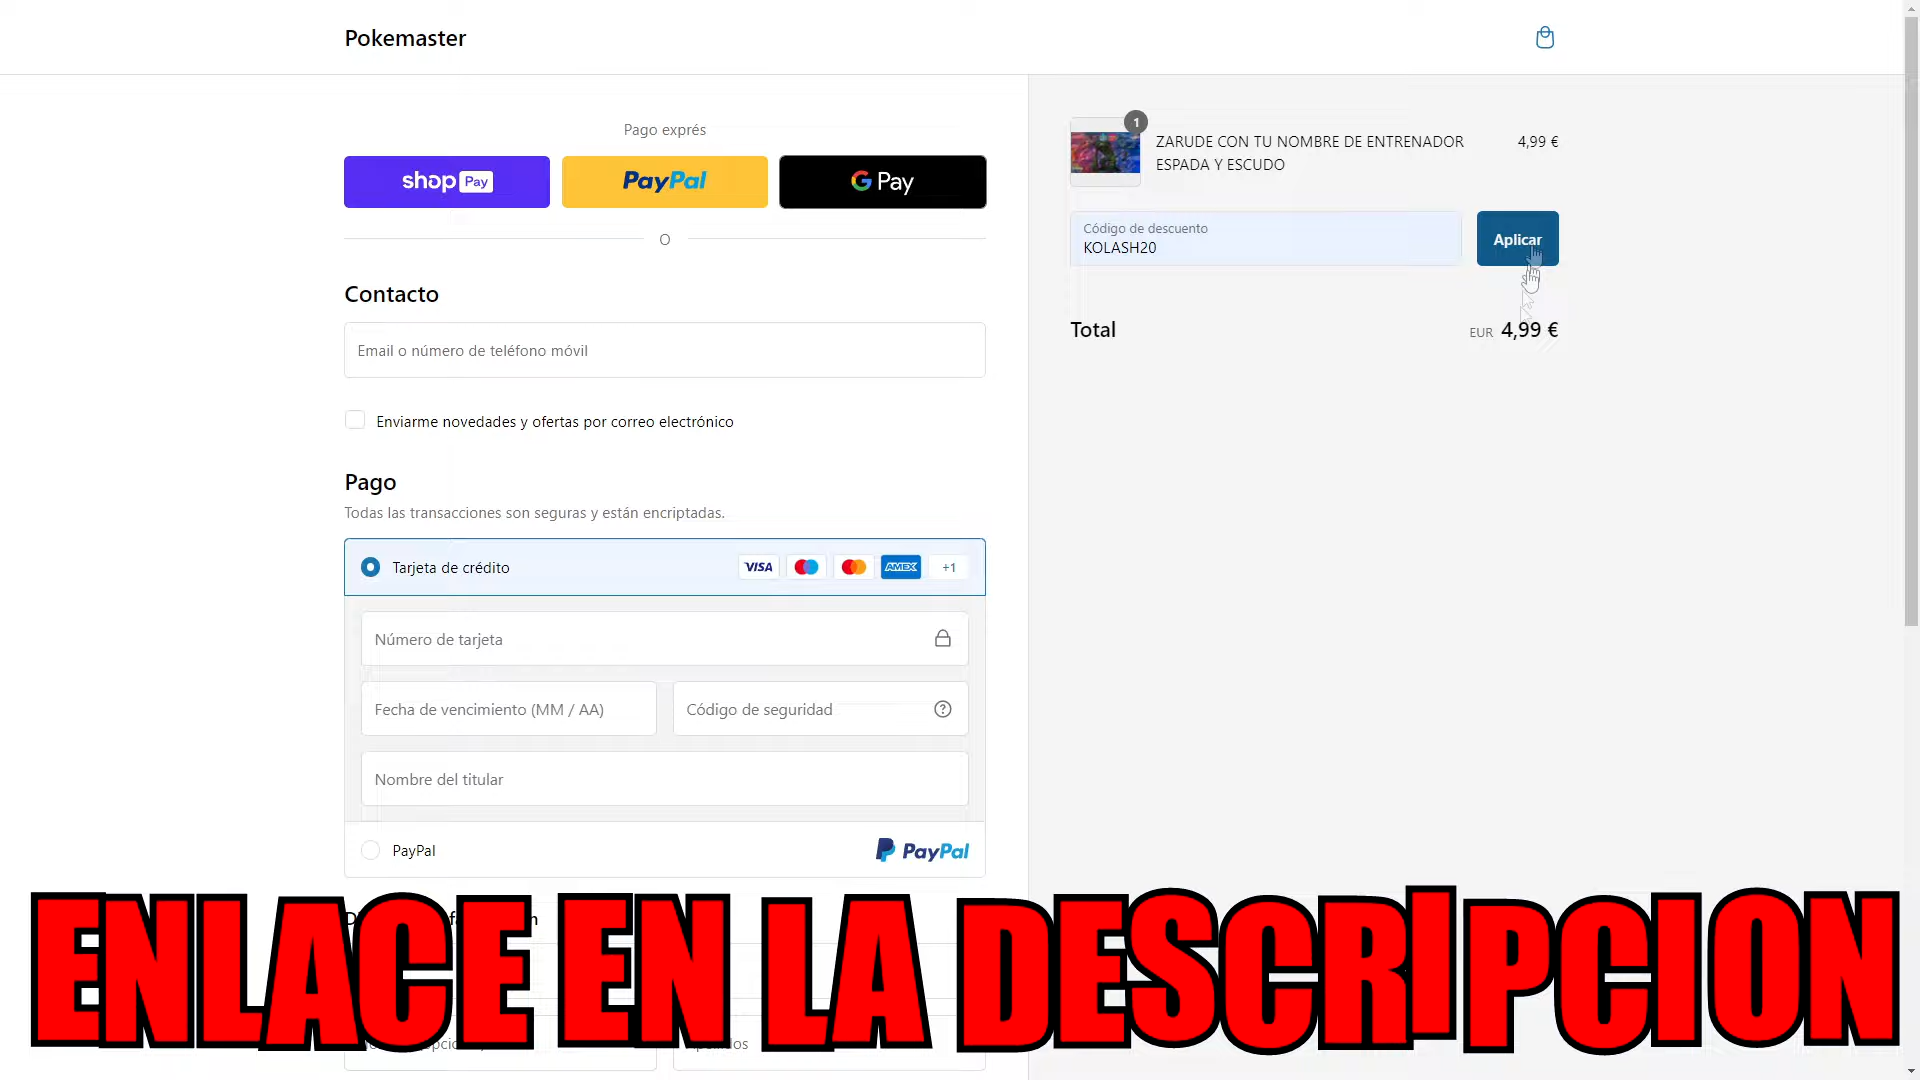 Pokemaster
Pago exprés
shop Pay
PayPal
G Pay
O
Contacto
Email o número de teléfono móvil
Enviarme novedades y ofertas por correo electrónico
Pago
Todas las transacciones son seguras y están encriptadas.
Tarjeta de crédito
VISA
AMEX
+1
Número de tarjeta
Fecha de vencimiento (MM / AA)
Código de seguridad
Nombre del titular
PayPal
PayPal
1
ZARUDE CON TU NOMBRE DE ENTRENADOR
ESPADA Y ESCUDO
4,99 €
Código de descuento
KOLASH20
Aplicar
Total
EUR 4,99 €
ENLACE EN LA DESCRIPCION